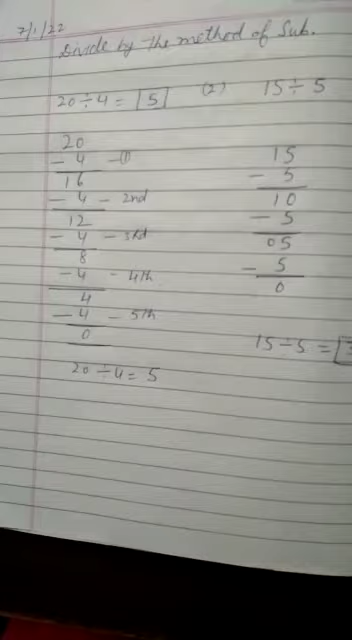 7/1/22
Divide by the method of Sub.
20 ÷ 4 = 5
20
- 4 - ①
16
- 4 - 2nd
12
- 4 - 3rd
8
- 4 - 4th
4
- 4 - 5th
0
20 ÷ 4 = 5
(2) 15 ÷ 5
15
- 5
10
- 5
05
- 5
0
15 ÷ 5 =